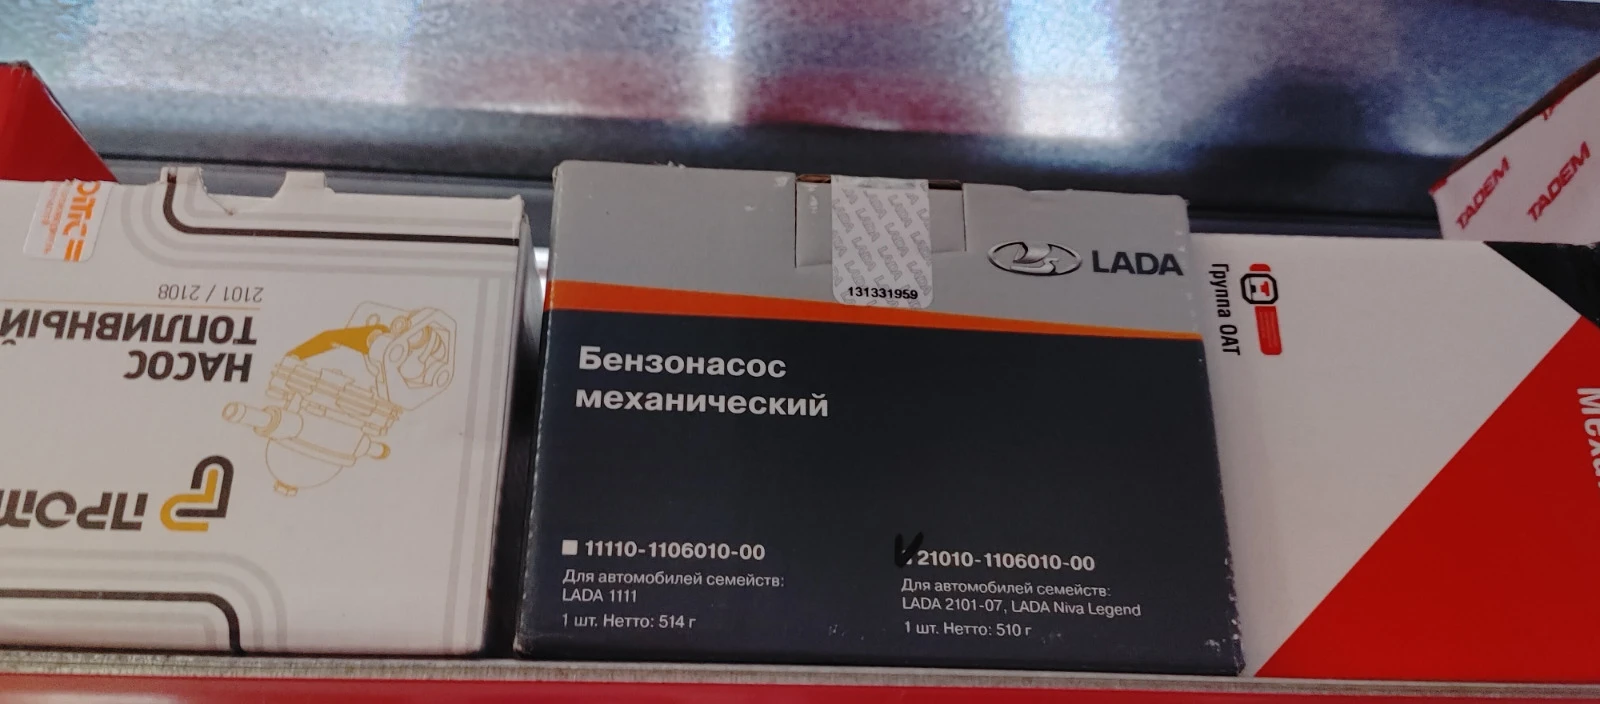 2101 / 2108
НАСОС
ТОПЛИВНЫЙ
LADA
131331959
Бензонасос
механический
11110-1106010-00
Для автомобилей семейств:
LADA 1111
1 шт. Нетто: 514 г
21010-1106010-00
Для автомобилей семейств:
LADA 2101-07, LADA Niva Legend
1 шт. Нетто: 510 г
Группа ОАТ
TADEM
TADEM